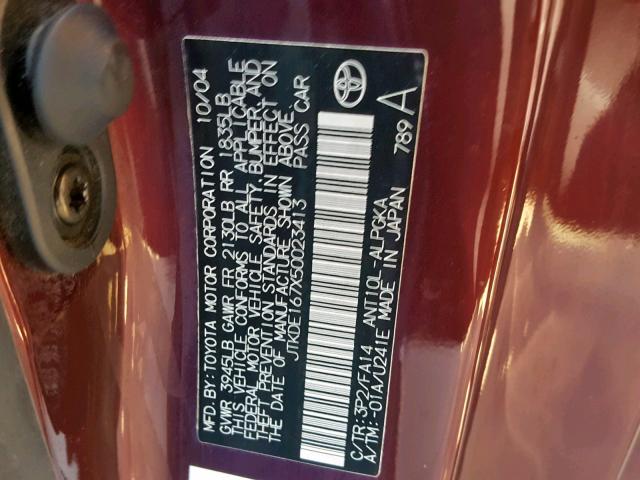 MFD.BY:TOYOTA MOTOR CORPORATION 10/04
GVWR 3945LB GAWR FR 2130LB RR 1835LB
THIS VEHICLE CONFORMS TO ALL APPLICABLE
FEDERAL MOTOR VEHICLE SAFETY, BUMPER, AND
THEFT PREVENTION STANDARDS IN EFFECT ON
THE DATE OF MANUFACTURE SHOWN ABOVE.
JTKDE167X50023413 PASS CAR
C/TR:3P2/FA14 ANT10L-ALPGKA 789 A
A/TM:-01A/U241E MADE IN JAPAN